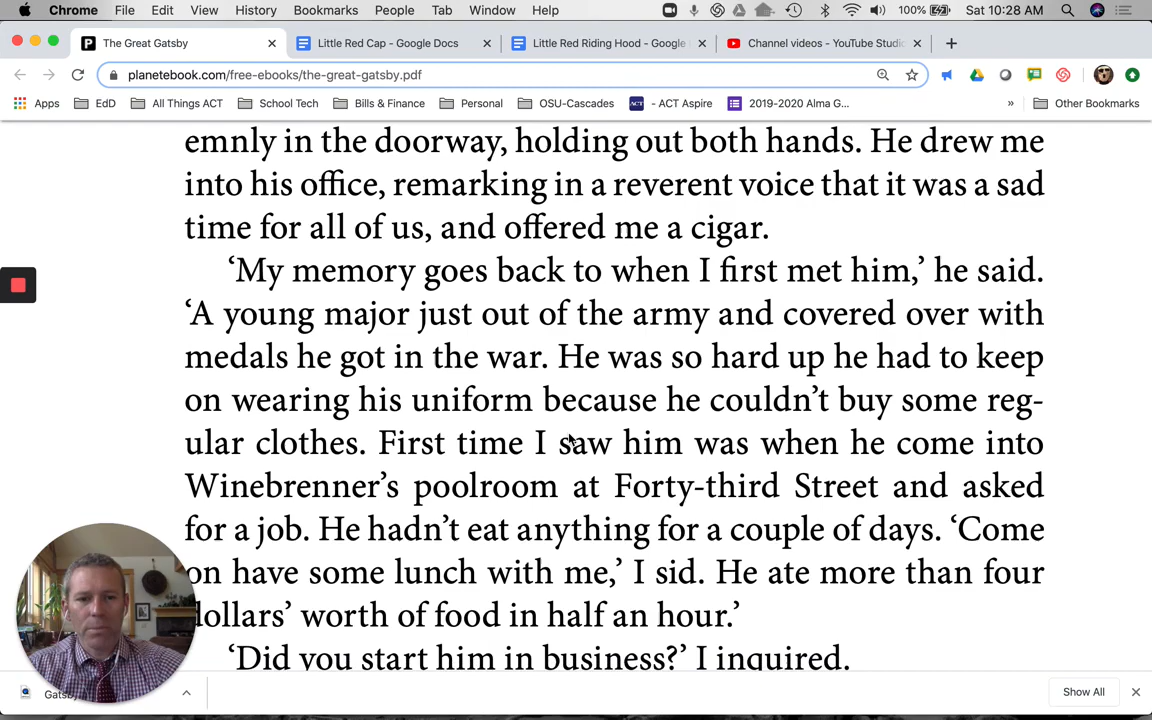 Chrome File Edit View History Bookmarks People Tab Window Help 100% Sat 10:28 AM
The Great Gatsby Little Red Cap - Google Docs Little Red Riding Hood - Google Channel videos - YouTube Studi
planetebook.com/free-ebooks/the-great-gatsby.pdf
Apps EdD All Things ACT School Tech Bills & Finance Personal OSU-Cascades ACT - ACT Aspire 2019-2020 Alma G... » Other Bookmarks
emnly in the doorway, holding out both hands. He drew me
into his office, remarking in a reverent voice that it was a sad
time for all of us, and offered me a cigar.
‘My memory goes back to when I first met him,’ he said.
‘A young major just out of the army and covered over with
medals he got in the war. He was so hard up he had to keep
on wearing his uniform because he couldn’t buy some reg-
ular clothes. First time I saw him was when he come into
Winebrenner’s poolroom at Forty-third Street and asked
for a job. He hadn’t eat anything for a couple of days. ‘Come
on have some lunch with me,’ I sid. He ate more than four
dollars’ worth of food in half an hour.’
‘Did you start him in business?’ I inquired.
Show All